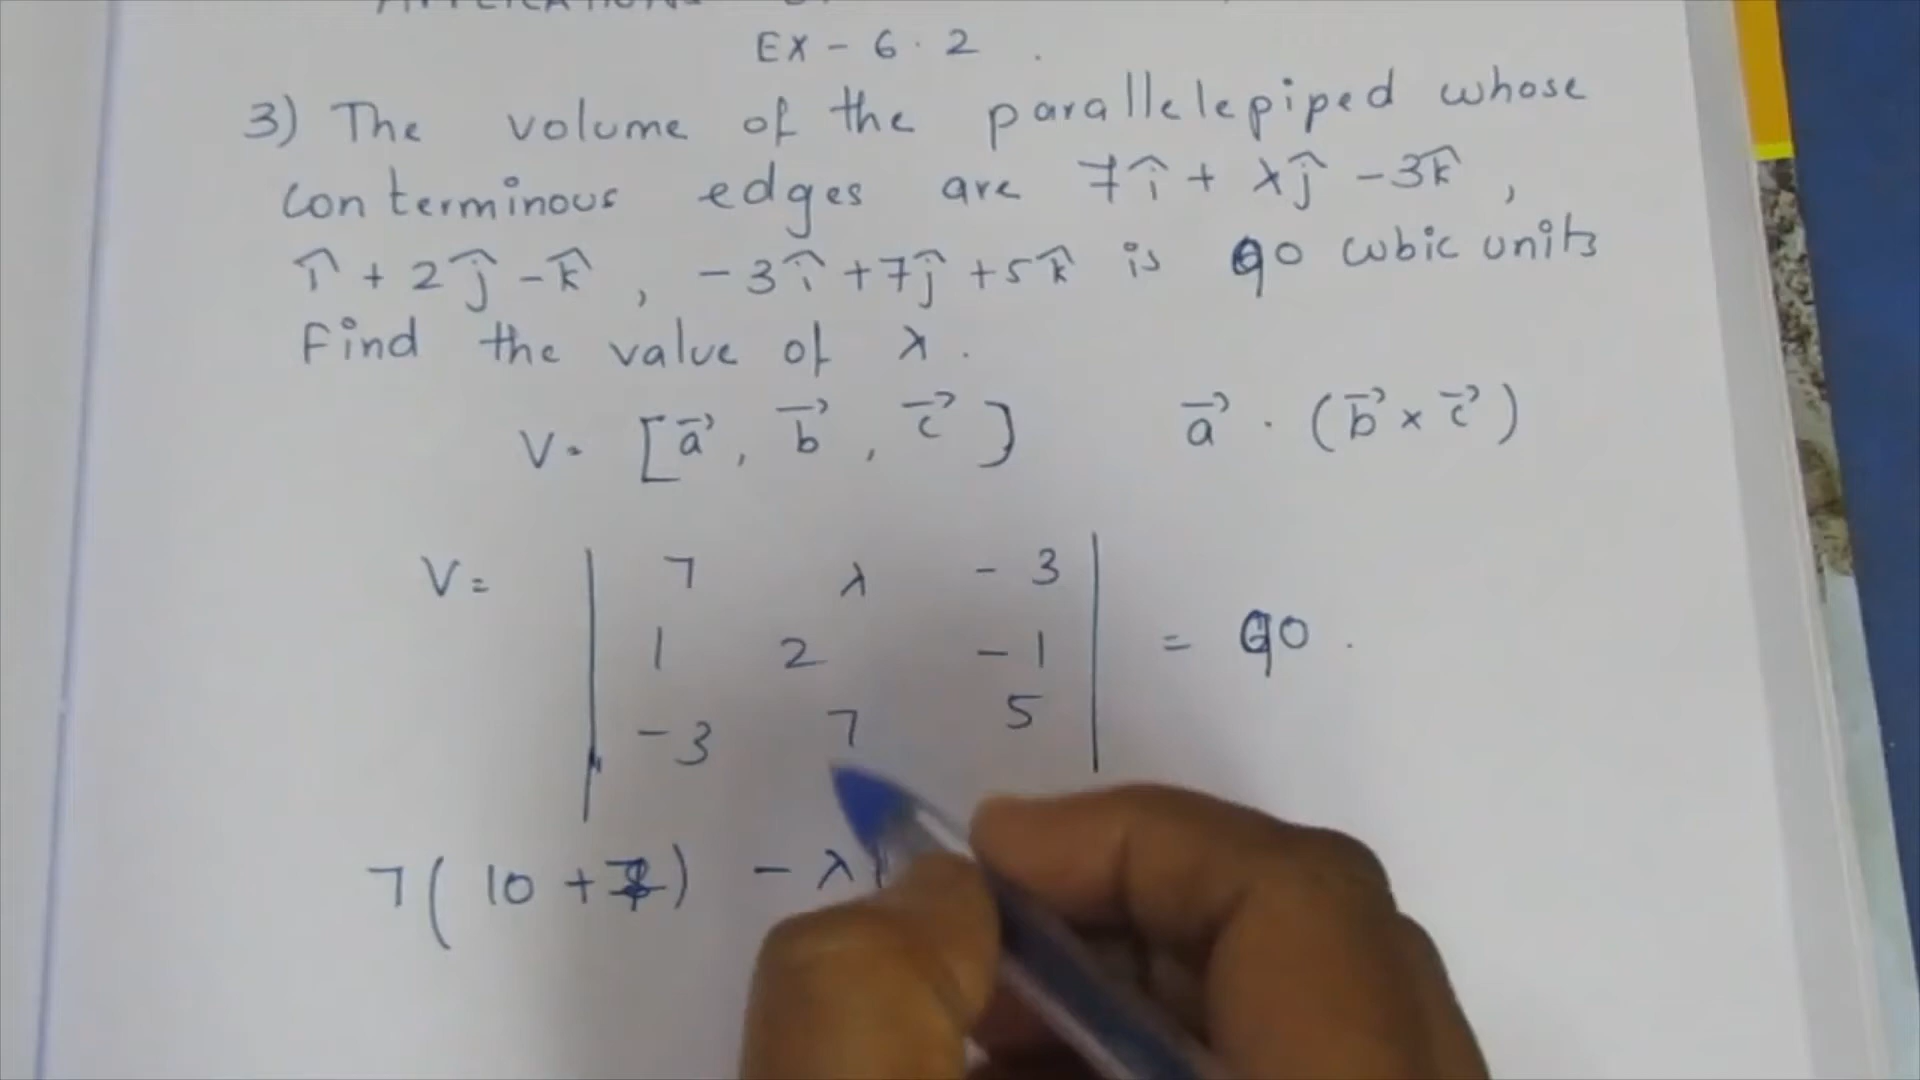 EX - 6.2.
3) The volume of the parallelepiped whose
conterminous edges are 7î + λĵ - 3k̂,
î + 2ĵ - k̂, -3î + 7ĵ + 5k̂ is 90 cubic units
Find the value of λ.
V= [a⃗, b⃗, c⃗] a⃗ · (b⃗ × c⃗)
V= | 7 λ -3 |
| 1 2 -1 | = 90.
| -3 7 5 |
7(10+7) -λ(